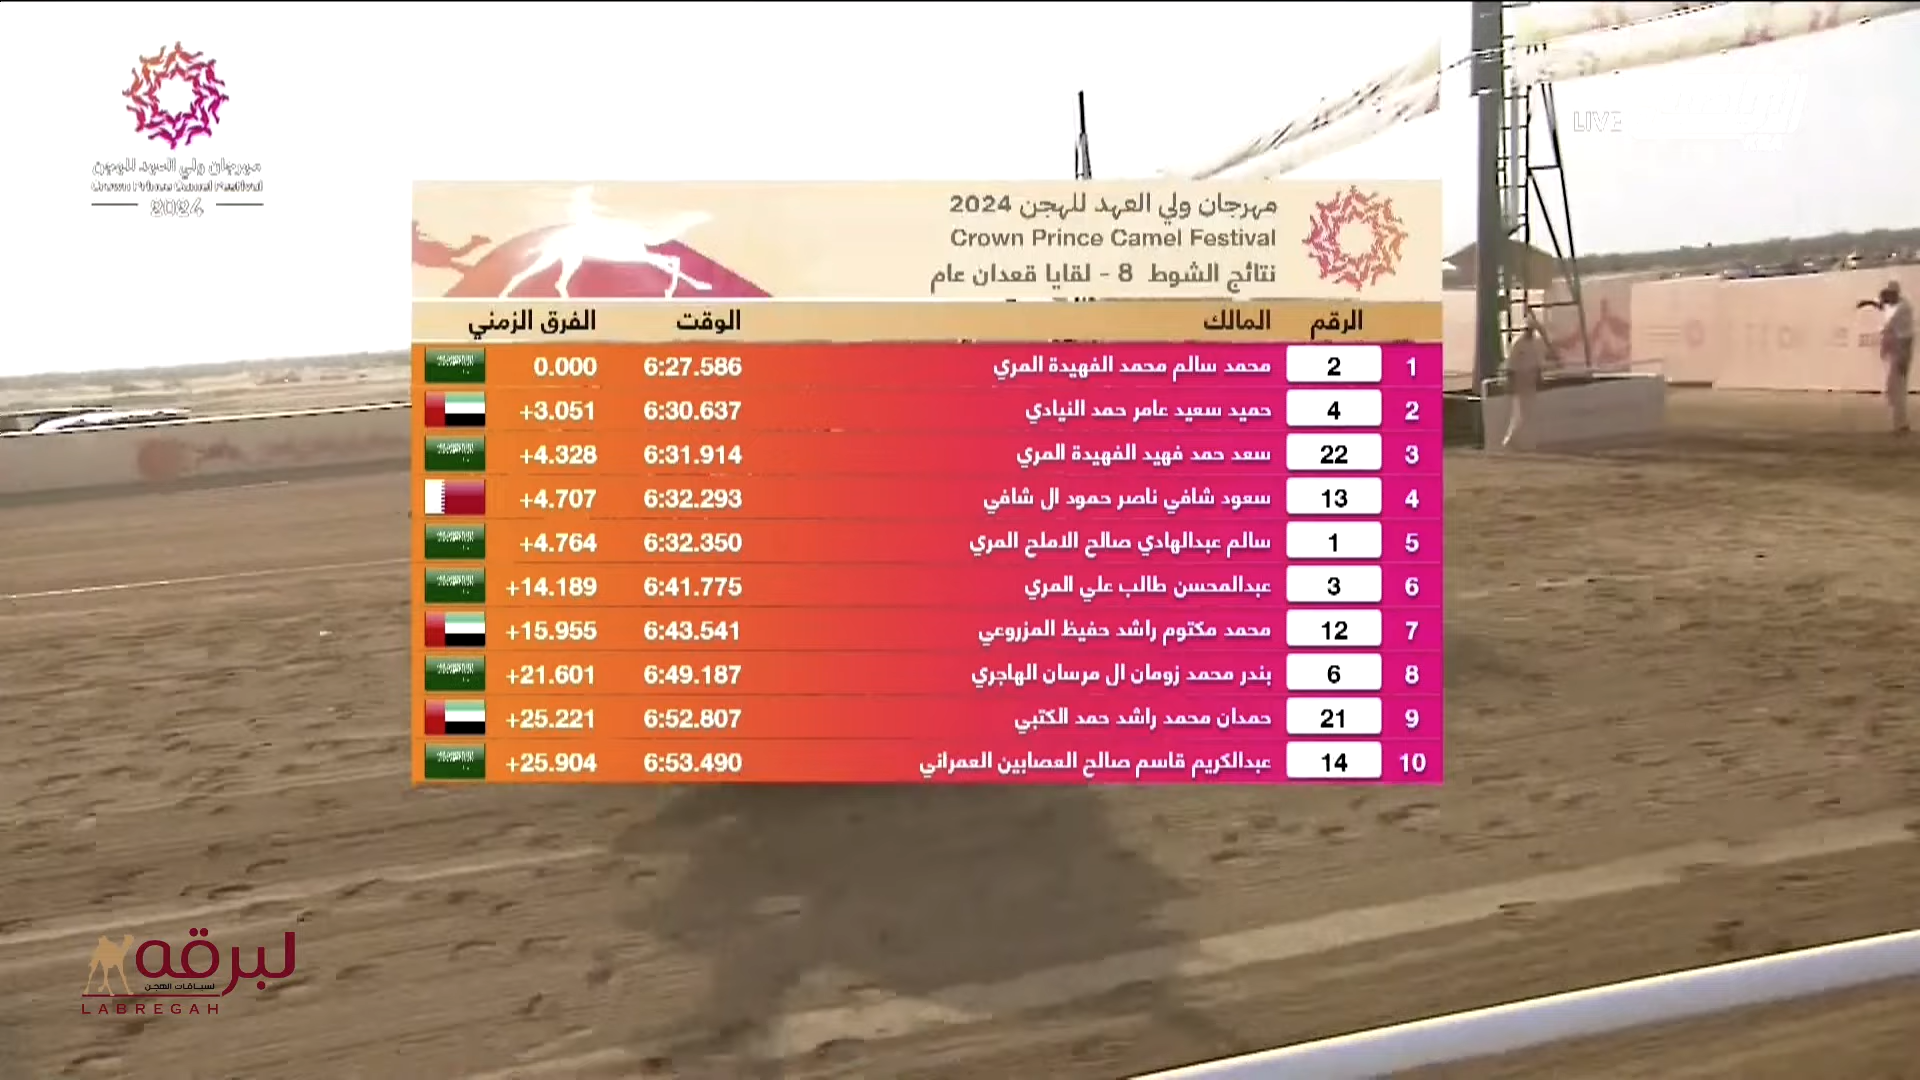 مهرجان ولي العهد للهجن
Crown Prince Camel Festival
2024
LIVE
مهرجان ولي العهد للهجن 2024
Crown Prince Camel Festival
نتائج الشوط 8 - لقايا قعدان عام
الرقم المالك الوقت الفرق الزمني
1 2 محمد سالم محمد الفهيدة المري 6:27.586 0.000
2 4 حميد سعيد عامر حمد النيادي 6:30.637 +3.051
3 22 سعد حمد فهيد الفهيدة المري 6:31.914 +4.328
4 13 سعود شافي ناصر حمود ال شافي 6:32.293 +4.707
5 1 سالم عبدالهادي صالح الاملح المري 6:32.350 +4.764
6 3 عبدالمحسن طالب علي المري 6:41.775 +14.189
7 12 محمد مكتوم راشد حفيظ المزروعي 6:43.541 +15.955
8 6 بندر محمد زومان ال مرسان الهاجري 6:49.187 +21.601
9 21 حمدان محمد راشد حمد الكتبي 6:52.807 +25.221
10 14 عبدالكريم قاسم صالح العصابين العمراني 6:53.490 +25.904
لبرقه
لسباقات الهجن
LABREGAH